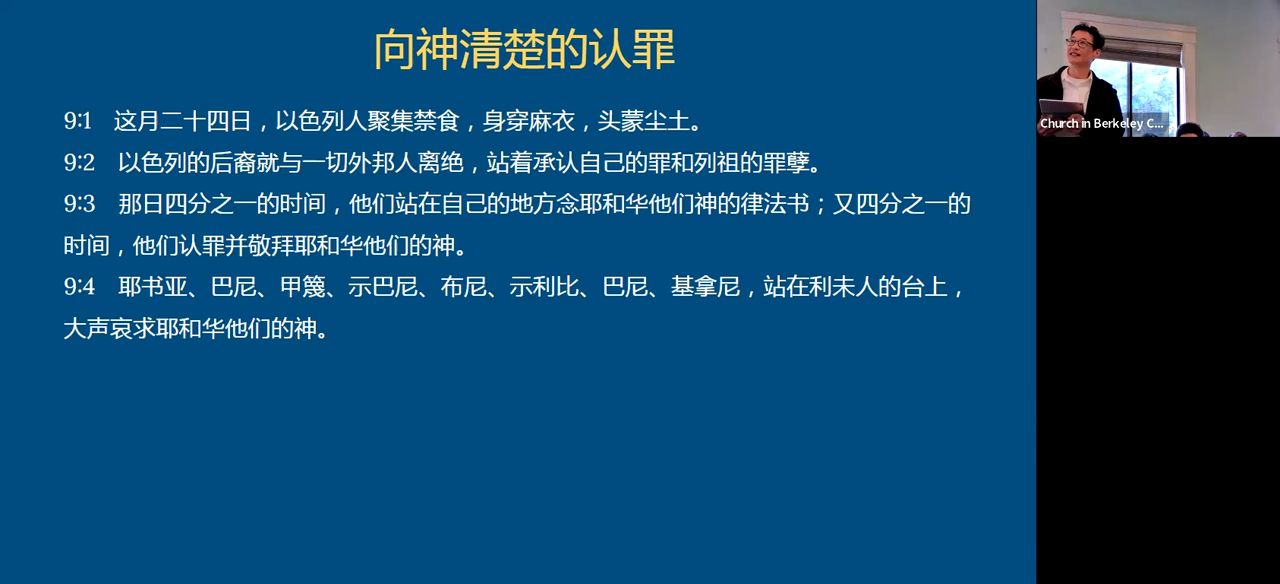 向神清楚的认罪
9:1 这月二十四日，以色列人聚集禁食，身穿麻衣，头蒙尘土。
9:2 以色列的后裔就与一切外邦人离绝，站着承认自己的罪和列祖的罪孽。
9:3 那日四分之一的时间，他们站在自己的地方念耶和华他们神的律法书；又四分之一的
时间，他们认罪并敬拜耶和华他们的神。
9:4 耶书亚、巴尼、甲篾、示巴尼、布尼、示利比、巴尼、基拿尼，站在利未人的台上，
大声哀求耶和华他们的神。
Church in Berkeley C...